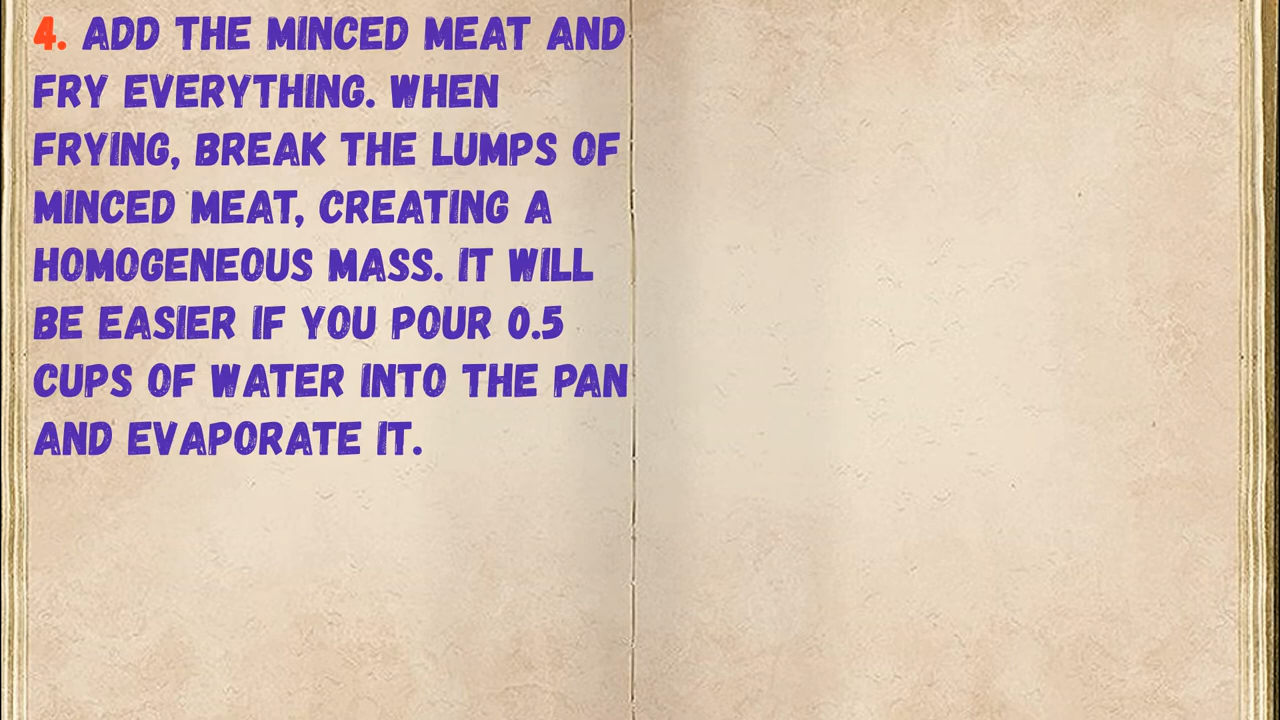 4. ADD THE MINCED MEAT AND
FRY EVERYTHING. WHEN
FRYING, BREAK THE LUMPS OF
MINCED MEAT, CREATING A
HOMOGENEOUS MASS. IT WILL
BE EASIER IF YOU POUR 0.5
CUPS OF WATER INTO THE PAN
AND EVAPORATE IT.